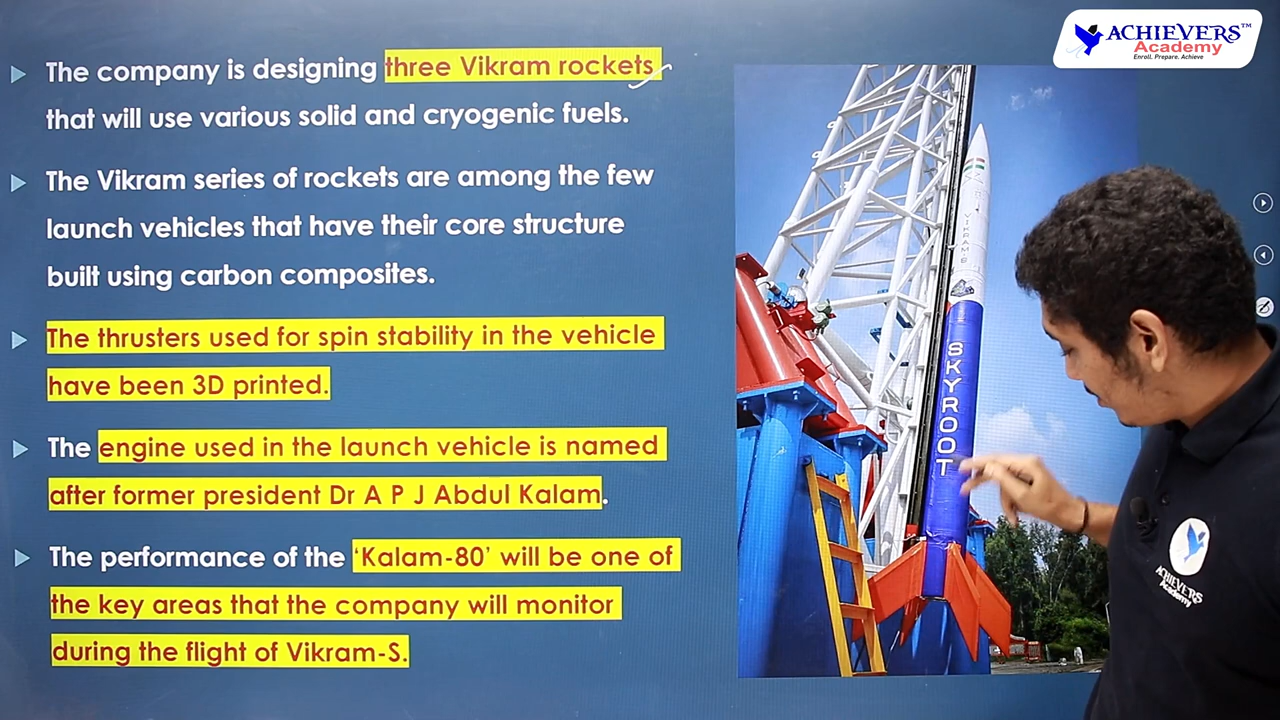 ACHIEVERS™
Academy
Enroll. Prepare. Achieve
The company is designing three Vikram rockets
that will use various solid and cryogenic fuels.
The Vikram series of rockets are among the few
launch vehicles that have their core structure
built using carbon composites.
The thrusters used for spin stability in the vehicle
have been 3D printed.
The engine used in the launch vehicle is named
after former president Dr A P J Abdul Kalam.
The performance of the ‘Kalam-80’ will be one of
the key areas that the company will monitor
during the flight of Vikram-S.
VIKRAM-S
SKYROOT
ACHIEVERS
Academy